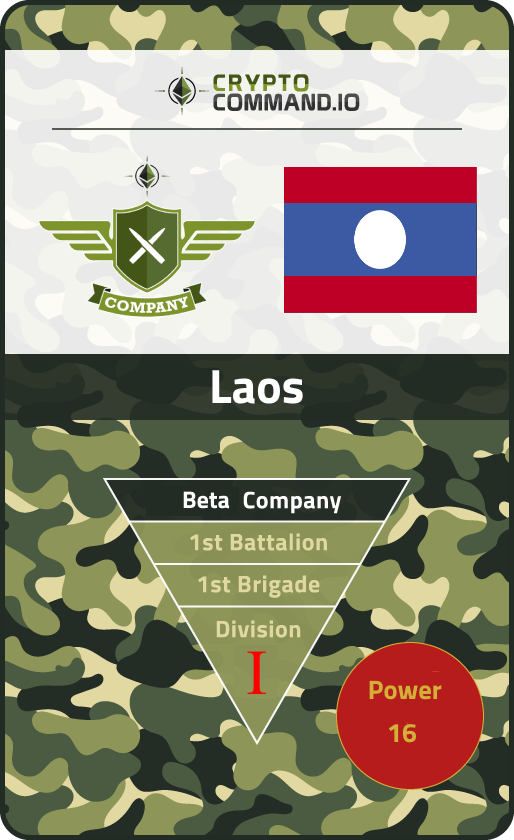 CRYPTO
COMMAND.IO
COMPANY
Laos
Beta Company
1st Battalion
1st Brigade
Division
I
Power
16